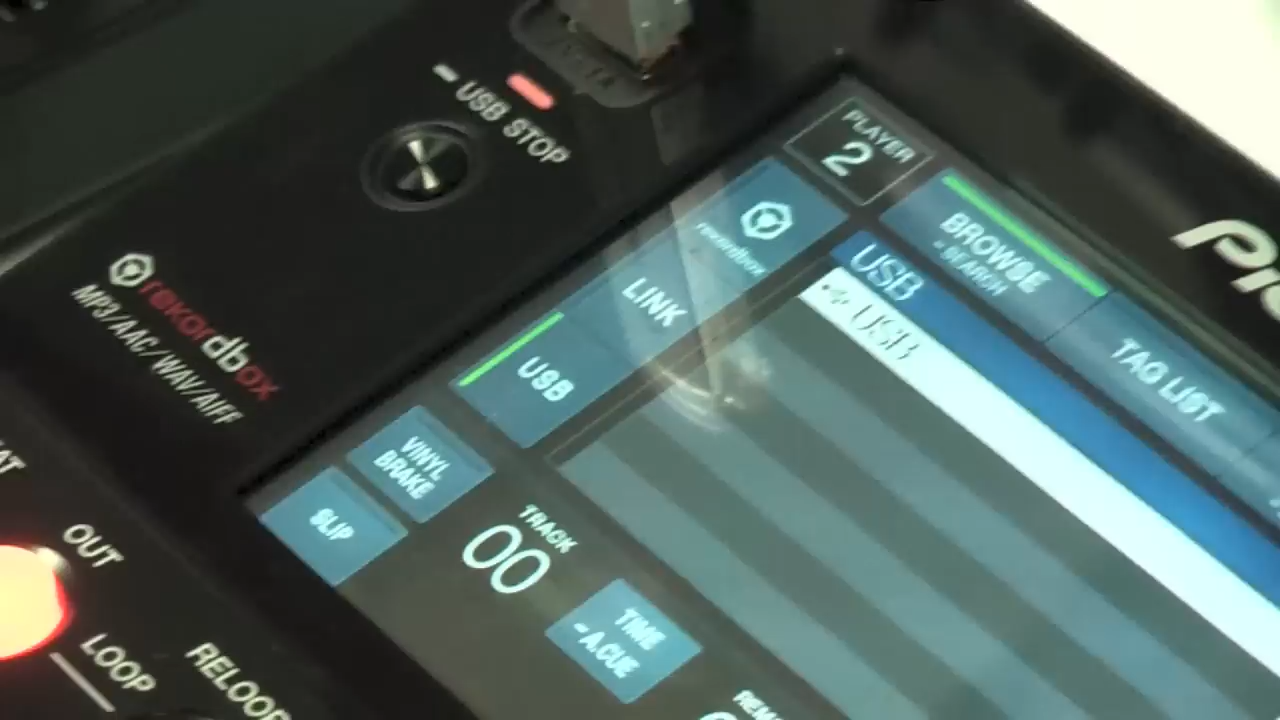 USB STOP
rekordbox
MP3/AAC/WAV/AIFF
PLAYER
2
rekordbox
LINK
USB
BROWSE
SEARCH
TAG LIST
USB
USB
VINYL
BRAKE
SLIP
TRACK
00
TIME
A.CUE
OUT
LOOP